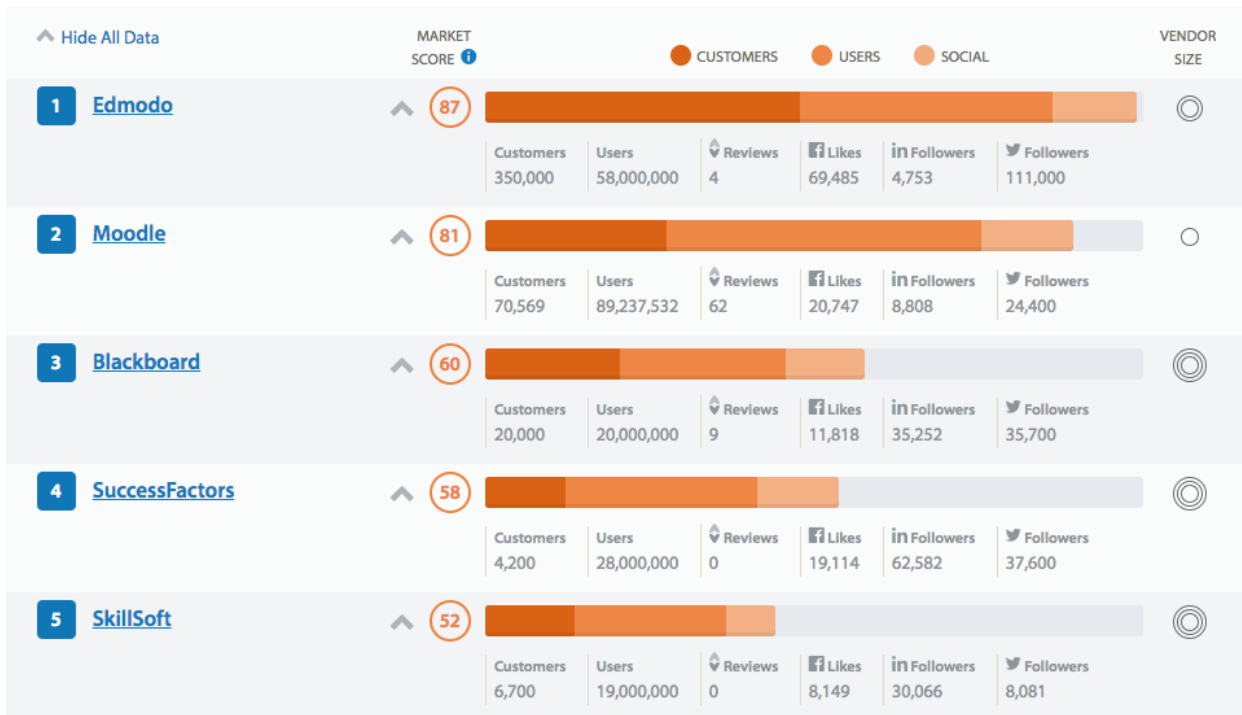 Hide All Data
MARKET SCORE i
CUSTOMERS USERS SOCIAL
VENDOR SIZE
1 Edmodo 87
Customers Users Reviews Likes in Followers Followers
350,000 58,000,000 4 69,485 4,753 111,000
2 Moodle 81
Customers Users Reviews Likes in Followers Followers
70,569 89,237,532 62 20,747 8,808 24,400
3 Blackboard 60
Customers Users Reviews Likes in Followers Followers
20,000 20,000,000 9 11,818 35,252 35,700
4 SuccessFactors 58
Customers Users Reviews Likes in Followers Followers
4,200 28,000,000 0 19,114 62,582 37,600
5 SkillSoft 52
Customers Users Reviews Likes in Followers Followers
6,700 19,000,000 0 8,149 30,066 8,081